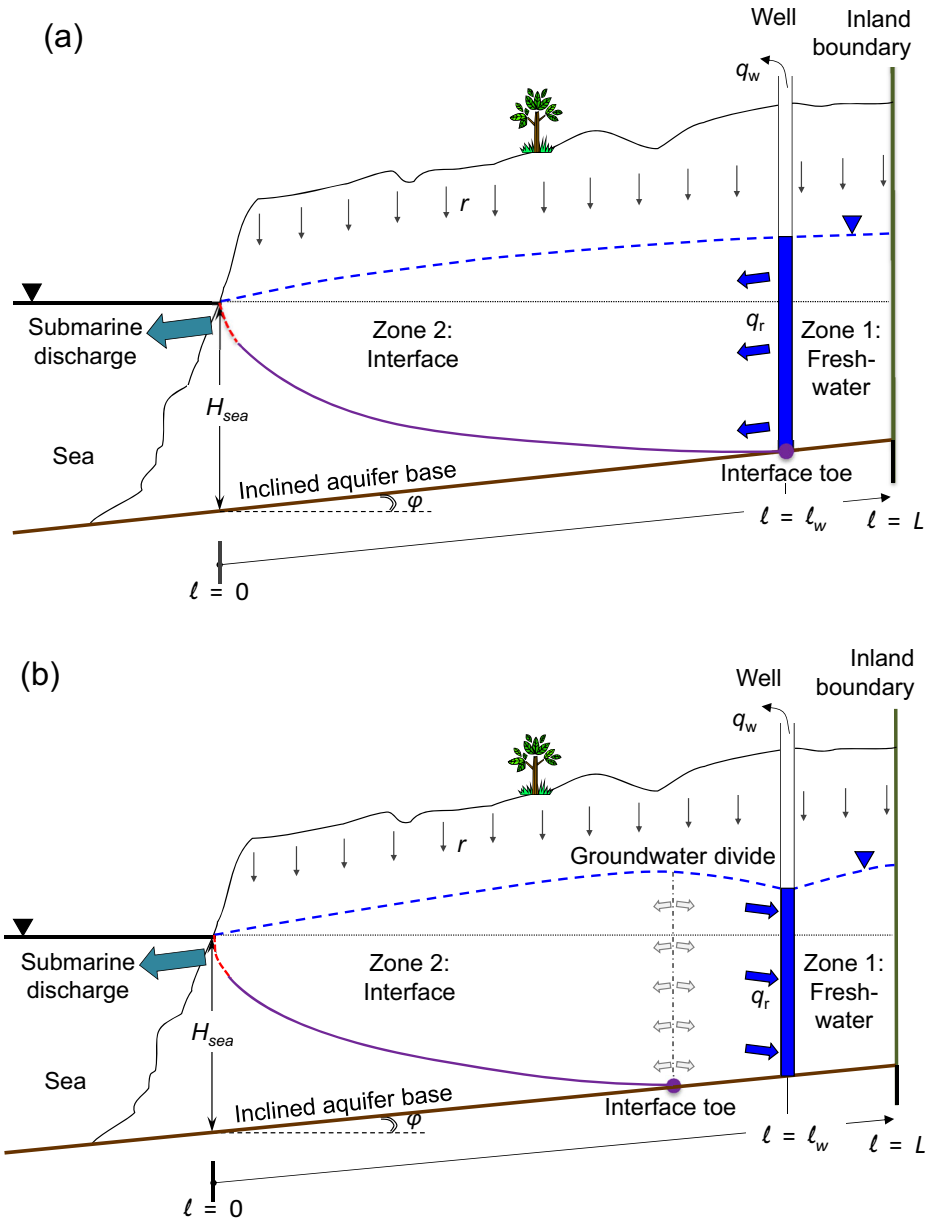 (a)
Well
Inland
boundary
q_w
r
Submarine
discharge
Zone 2:
Interface
q_r
Zone 1:
Fresh-
water
H_sea
Sea
Inclined aquifer base
φ
Interface toe
ℓ = ℓ_w
ℓ = L
ℓ = 0
(b)
Well
Inland
boundary
q_w
r
Groundwater divide
Submarine
discharge
Zone 2:
Interface
q_r
Zone 1:
Fresh-
water
H_sea
Sea
Inclined aquifer base
φ
Interface toe
ℓ = ℓ_w
ℓ = L
ℓ = 0